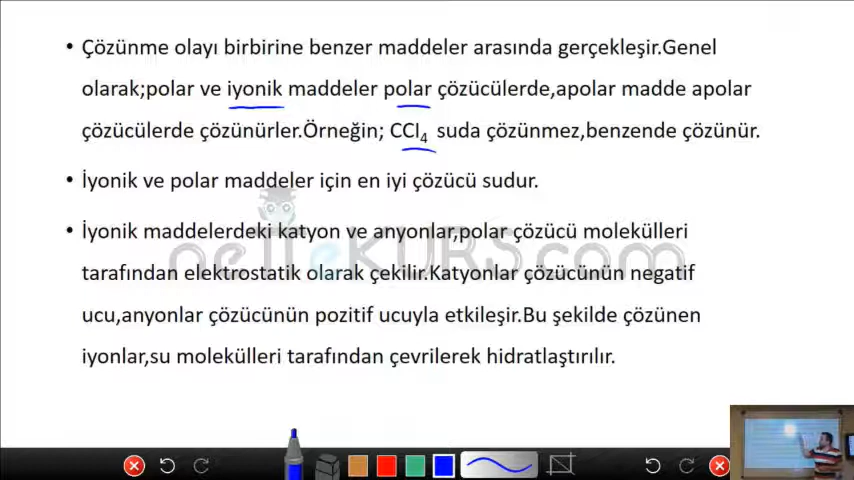 • Çözünme olayı birbirine benzer maddeler arasında gerçekleşir.Genel
olarak;polar ve iyonik maddeler polar çözücülerde,apolar madde apolar
çözücülerde çözünürler.Örneğin; CCI₄ suda çözünmez,benzende çözünür.
• İyonik ve polar maddeler için en iyi çözücü sudur.
• İyonik maddelerdeki katyon ve anyonlar,polar çözücü molekülleri
tarafından elektrostatik olarak çekilir.Katyonlar çözücünün negatif
ucu,anyonlar çözücünün pozitif ucuyla etkileşir.Bu şekilde çözünen
iyonlar,su molekülleri tarafından çevrilerek hidratlaştırılır.
netteKURS.com